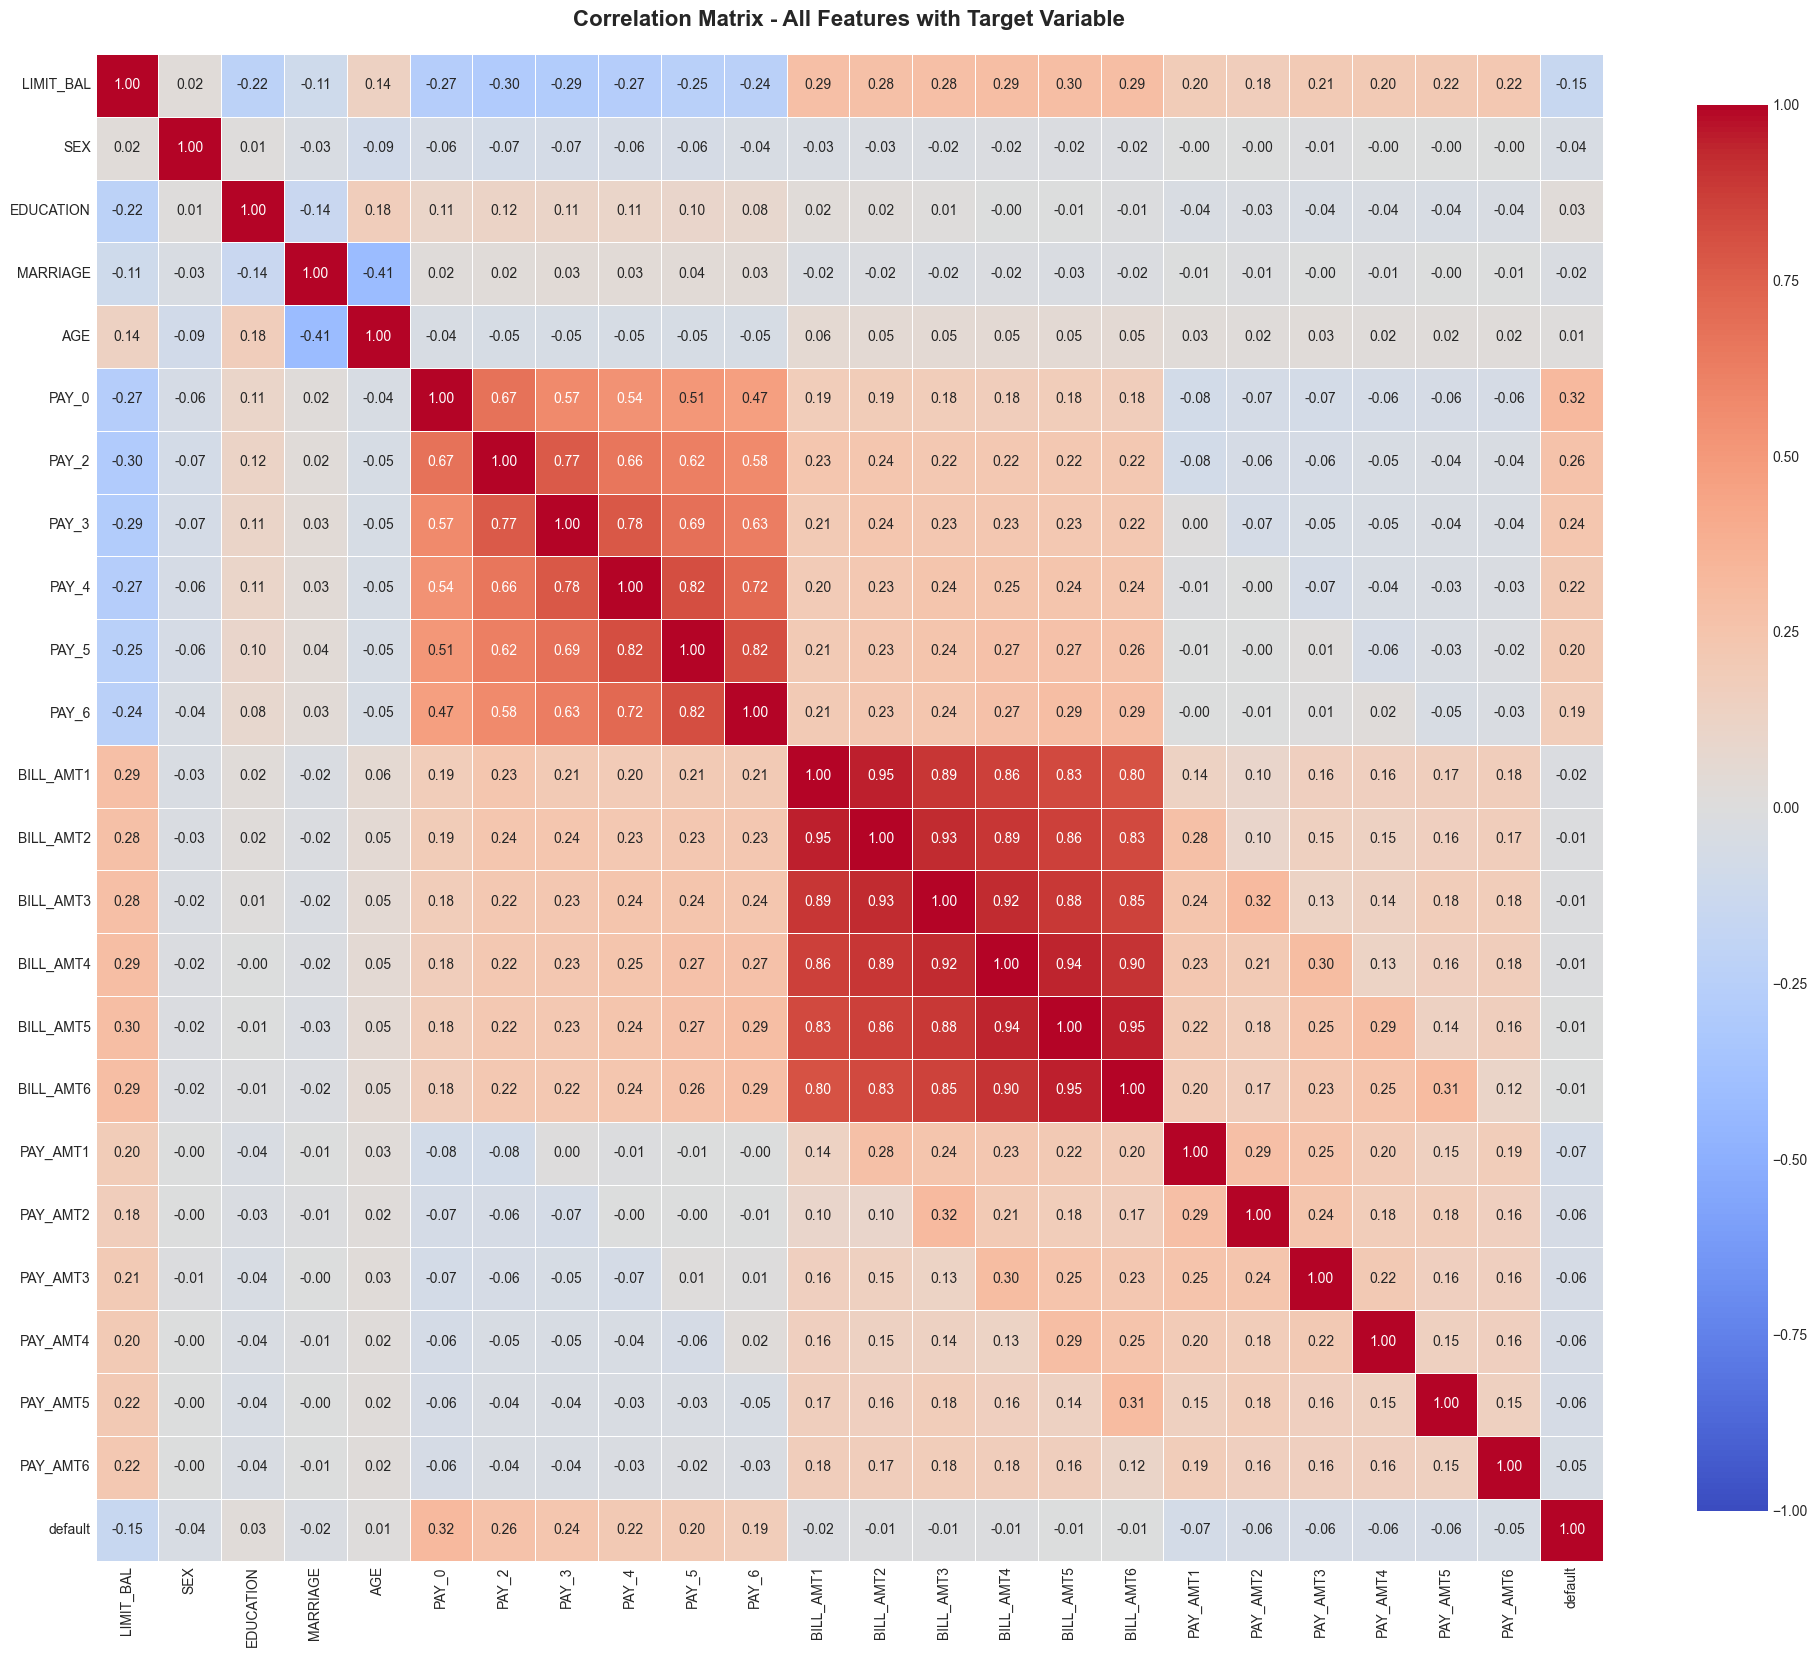 Correlation Matrix - All Features with Target Variable
LIMIT_BAL 1.00 0.02 -0.22 -0.11 0.14 -0.27 -0.30 -0.29 -0.27 -0.25 -0.24 0.29 0.28 0.28 0.29 0.30 0.29 0.20 0.18 0.21 0.20 0.22 0.22 -0.15
1.00
SEX 0.02 1.00 0.01 -0.03 -0.09 -0.06 -0.07 -0.07 -0.06 -0.06 -0.04 -0.03 -0.03 -0.02 -0.02 -0.02 -0.02 -0.00 -0.00 -0.01 -0.00 -0.00 -0.00 -0.04
EDUCATION -0.22 0.01 1.00 -0.14 0.18 0.11 0.12 0.11 0.11 0.10 0.08 0.02 0.02 0.01 -0.00 -0.01 -0.01 -0.04 -0.03 -0.04 -0.04 -0.04 -0.04 0.03
MARRIAGE -0.11 -0.03 -0.14 1.00 -0.41 0.02 0.02 0.03 0.03 0.04 0.03 -0.02 -0.02 -0.02 -0.02 -0.03 -0.02 -0.01 -0.01 -0.00 -0.01 -0.00 -0.01 -0.02
0.75
AGE 0.14 -0.09 0.18 -0.41 1.00 -0.04 -0.05 -0.05 -0.05 -0.05 -0.05 0.06 0.05 0.05 0.05 0.05 0.05 0.03 0.02 0.03 0.02 0.02 0.02 0.01
PAY_0 -0.27 -0.06 0.11 0.02 -0.04 1.00 0.67 0.57 0.54 0.51 0.47 0.19 0.19 0.18 0.18 0.18 0.18 -0.08 -0.07 -0.07 -0.06 -0.06 -0.06 0.32
PAY_2 -0.30 -0.07 0.12 0.02 -0.05 0.67 1.00 0.77 0.66 0.62 0.58 0.23 0.24 0.22 0.22 0.22 0.22 -0.08 -0.06 -0.06 -0.05 -0.04 -0.04 0.26
0.50
PAY_3 -0.29 -0.07 0.11 0.03 -0.05 0.57 0.77 1.00 0.78 0.69 0.63 0.21 0.24 0.23 0.23 0.23 0.22 0.00 -0.07 -0.05 -0.05 -0.04 -0.04 0.24
PAY_4 -0.27 -0.06 0.11 0.03 -0.05 0.54 0.66 0.78 1.00 0.82 0.72 0.20 0.23 0.24 0.25 0.24 0.24 -0.01 -0.00 -0.07 -0.04 -0.03 -0.03 0.22
0.25
PAY_5 -0.25 -0.06 0.10 0.04 -0.05 0.51 0.62 0.69 0.82 1.00 0.82 0.21 0.23 0.24 0.27 0.27 0.26 -0.01 -0.00 0.01 -0.06 -0.03 -0.02 0.20
PAY_6 -0.24 -0.04 0.08 0.03 -0.05 0.47 0.58 0.63 0.72 0.82 1.00 0.21 0.23 0.24 0.27 0.29 0.29 -0.00 -0.01 0.01 0.02 -0.05 -0.03 0.19
BILL_AMT1 0.29 -0.03 0.02 -0.02 0.06 0.19 0.23 0.21 0.20 0.21 0.21 1.00 0.95 0.89 0.86 0.83 0.80 0.14 0.10 0.16 0.16 0.17 0.18 -0.02
0.00
BILL_AMT2 0.28 -0.03 0.02 -0.02 0.05 0.19 0.24 0.24 0.23 0.23 0.23 0.95 1.00 0.93 0.89 0.86 0.83 0.28 0.10 0.15 0.15 0.16 0.17 -0.01
BILL_AMT3 0.28 -0.02 0.01 -0.02 0.05 0.18 0.22 0.23 0.24 0.24 0.24 0.89 0.93 1.00 0.92 0.88 0.85 0.24 0.32 0.13 0.14 0.18 0.18 -0.01
BILL_AMT4 0.29 -0.02 -0.00 -0.02 0.05 0.18 0.22 0.23 0.25 0.27 0.27 0.86 0.89 0.92 1.00 0.94 0.90 0.23 0.21 0.30 0.13 0.16 0.18 -0.01
−0.25
BILL_AMT5 0.30 -0.02 -0.01 -0.03 0.05 0.18 0.22 0.23 0.24 0.27 0.29 0.83 0.86 0.88 0.94 1.00 0.95 0.22 0.18 0.25 0.29 0.14 0.16 -0.01
BILL_AMT6 0.29 -0.02 -0.01 -0.02 0.05 0.18 0.22 0.22 0.24 0.26 0.29 0.80 0.83 0.85 0.90 0.95 1.00 0.20 0.17 0.23 0.25 0.31 0.12 -0.01
PAY_AMT1 0.20 -0.00 -0.04 -0.01 0.03 -0.08 -0.08 0.00 -0.01 -0.01 -0.00 0.14 0.28 0.24 0.23 0.22 0.20 1.00 0.29 0.25 0.20 0.15 0.19 -0.07
−0.50
PAY_AMT2 0.18 -0.00 -0.03 -0.01 0.02 -0.07 -0.06 -0.07 -0.00 -0.00 -0.01 0.10 0.10 0.32 0.21 0.18 0.17 0.29 1.00 0.24 0.18 0.18 0.16 -0.06
PAY_AMT3 0.21 -0.01 -0.04 -0.00 0.03 -0.07 -0.06 -0.05 -0.07 0.01 0.01 0.16 0.15 0.13 0.30 0.25 0.23 0.25 0.24 1.00 0.22 0.16 0.16 -0.06
−0.75
PAY_AMT4 0.20 -0.00 -0.04 -0.01 0.02 -0.06 -0.05 -0.05 -0.04 -0.06 0.02 0.16 0.15 0.14 0.13 0.29 0.25 0.20 0.18 0.22 1.00 0.15 0.16 -0.06
PAY_AMT5 0.22 -0.00 -0.04 -0.00 0.02 -0.06 -0.04 -0.04 -0.03 -0.03 -0.05 0.17 0.16 0.18 0.16 0.14 0.31 0.15 0.18 0.16 0.15 1.00 0.15 -0.06
PAY_AMT6 0.22 -0.00 -0.04 -0.01 0.02 -0.06 -0.04 -0.04 -0.03 -0.02 -0.03 0.18 0.17 0.18 0.18 0.16 0.12 0.19 0.16 0.16 0.16 0.15 1.00 -0.05
−1.00
default -0.15 -0.04 0.03 -0.02 0.01 0.32 0.26 0.24 0.22 0.20 0.19 -0.02 -0.01 -0.01 -0.01 -0.01 -0.01 -0.07 -0.06 -0.06 -0.06 -0.06 -0.05 1.00
LIMIT_BAL SEX EDUCATION MARRIAGE AGE PAY_0 PAY_2 PAY_3 PAY_4 PAY_5 PAY_6 BILL_AMT1 BILL_AMT2 BILL_AMT3 BILL_AMT4 BILL_AMT5 BILL_AMT6 PAY_AMT1 PAY_AMT2 PAY_AMT3 PAY_AMT4 PAY_AMT5 PAY_AMT6 default